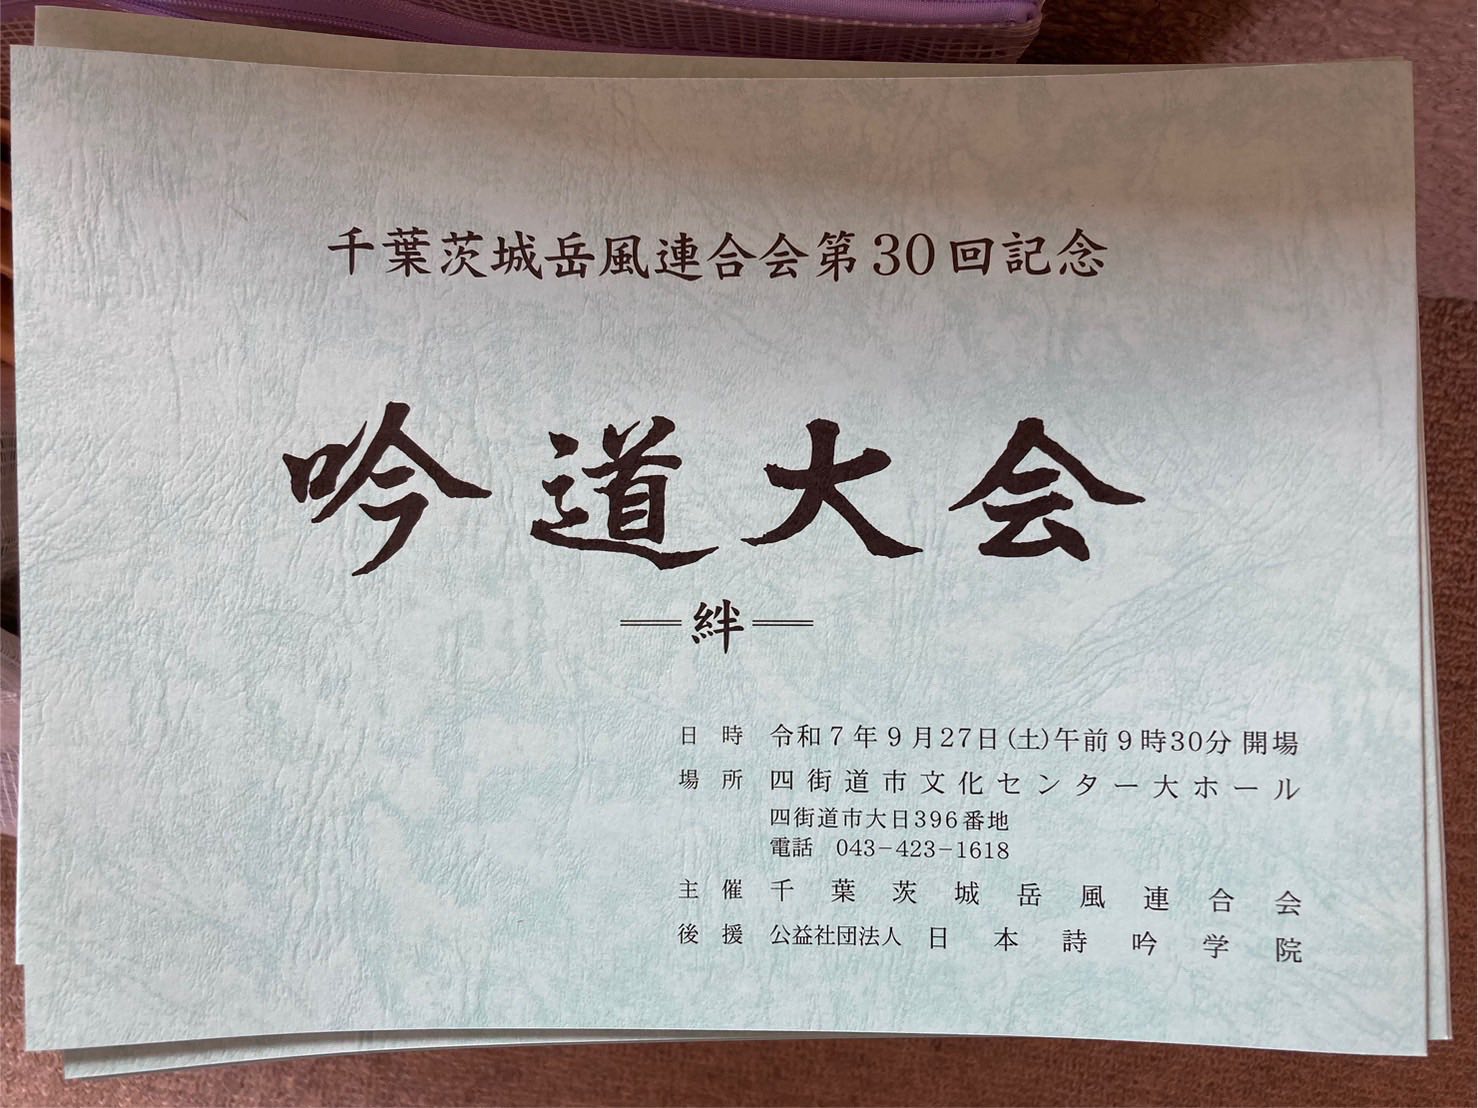 千葉茨城岳風連合会第30回記念
吟道大会
絆
日時 令和7年9月27日(土)午前9時30分 開場
場所 四街道市文化センター大ホール
四街道市大日396番地
電話 043-423-1618
主催 千葉茨城岳風連合会
後援 公益社団法人 日本詩吟学院